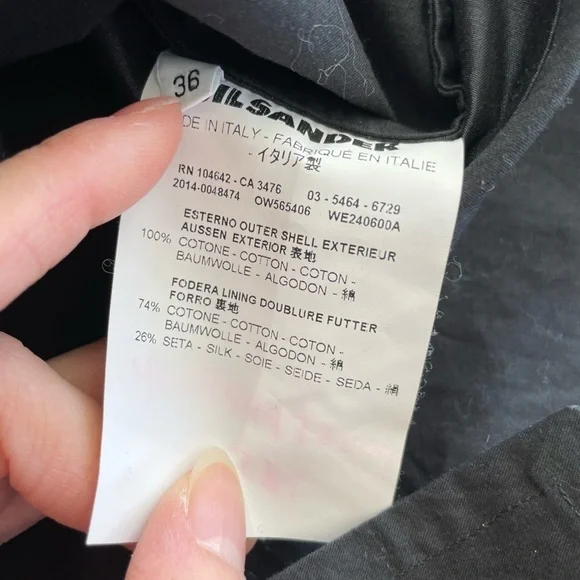 36
IL SANDER
DE IN ITALY - FABRIQUÉ EN ITALIE
- イタリア製
RN 104642 - CA 3476 03 - 5464 - 6729
2014-0048474 OW565406 WE240600A
ESTERNO OUTER SHELL EXTERIEUR
AUSSEN EXTERIOR 表地
100% COTONE - COTTON - COTON -
BAUMWOLLE - ALGODON - 綿
FODERA LINING DOUBLURE FUTTER
FORRO 裏地
74% COTONE - COTTON - COTON -
BAUMWOLLE - ALGODON - 綿
26% SETA - SILK - SOIE - SEIDE - SEDA - 絹